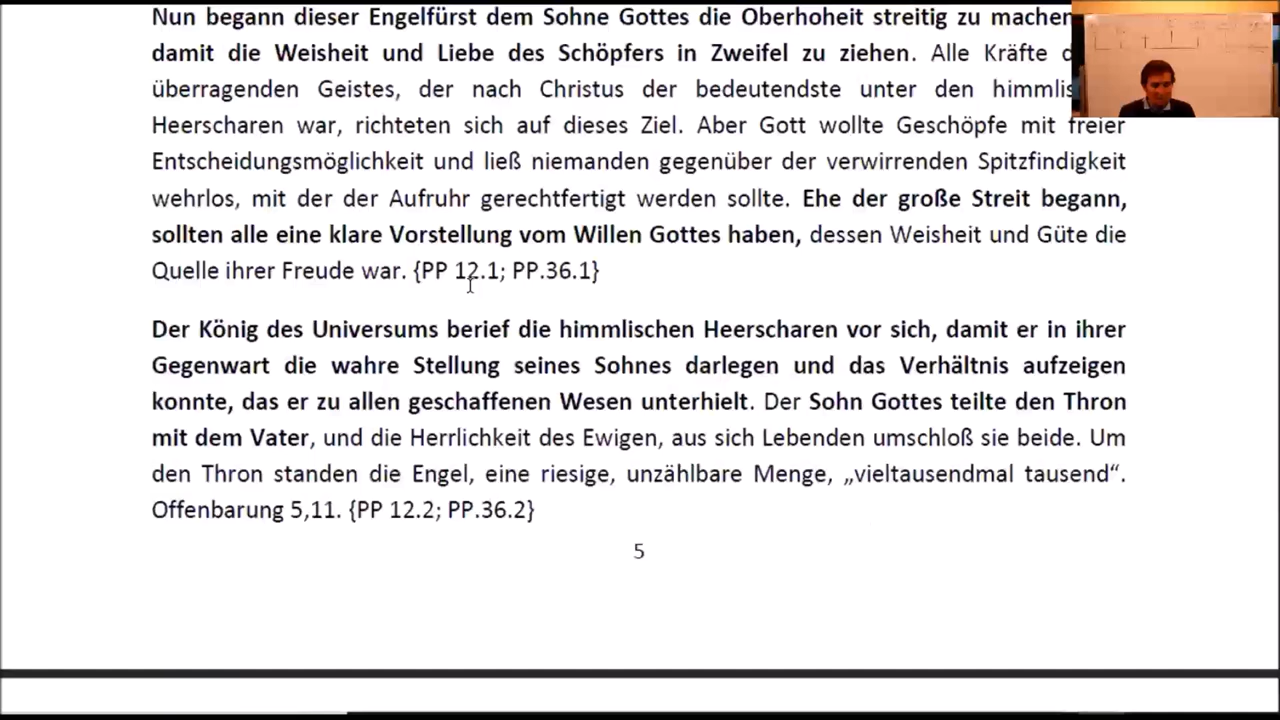 Nun begann dieser Engelfürst dem Sohne Gottes die Oberhoheit streitig zu machen
damit die Weisheit und Liebe des Schöpfers in Zweifel zu ziehen. Alle Kräfte
überragenden Geistes, der nach Christus der bedeutendste unter den
Heerscharen war, richteten sich auf dieses Ziel. Aber Gott wollte Geschöpfe mit freier
Entscheidungsmöglichkeit und ließ niemanden gegenüber der verwirrenden Spitzfindigkeit
wehrlos, mit der der Aufruhr gerechtfertigt werden sollte. Ehe der große Streit begann,
sollten alle eine klare Vorstellung vom Willen Gottes haben, dessen Weisheit und Güte die
Quelle ihrer Freude war. {PP 12.1; PP.36.1}
Der König des Universums berief die himmlischen Heerscharen vor sich, damit er in ihrer
Gegenwart die wahre Stellung seines Sohnes darlegen und das Verhältnis aufzeigen
konnte, das er zu allen geschaffenen Wesen unterhielt. Der Sohn Gottes teilte den Thron
mit dem Vater, und die Herrlichkeit des Ewigen, aus sich Lebenden umschloß sie beide. Um
den Thron standen die Engel, eine riesige, unzählbare Menge, „vieltausendmal tausend“.
Offenbarung 5,11. {PP 12.2; PP.36.2}
5